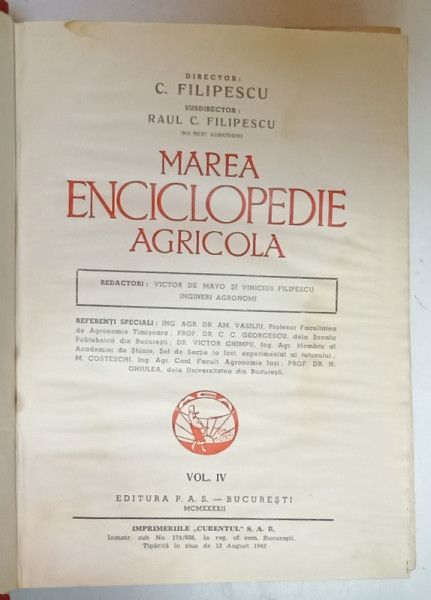 DIRECTOR:
C. FILIPESCU
SUBDIRECTOR:
RAUL C. FILIPESCU
INGINERI AGRONOMI
MAREA
ENCICLOPEDIE
AGRICOLA
REDACTORI: VICTOR DE MAYO ȘI VINICIUS FILIPESCU
INGINERI AGRONOMI
REFERENȚI SPECIALI: ING. AGR. DR. AM. VASILIU, Profesor Facultatea
de Agronomie Timișoara; PROF. DR. C. C. GEORGESCU, dela Școala
Politehnică din București; DR. VICTOR GHIMPU, Ing. Agr. Membru al
Academiei de Științe, Șef de Secție la Inst. experimental al tutunului;
M. COSTESCHI, Ing. Agr. Conf. Facult. Agronomie Iași; PROF. DR. N.
GHIULEA, dela Universitatea din București.
VOL. IV
EDITURA P. A. S. — BUCUREȘTI
MCMXXXXII
IMPRIMERIILE „CURENTUL" S. A. R.
Inmatr. sub No. 174/938, la reg. of. com. București.
Tipărită în ziua de 12 August 1942